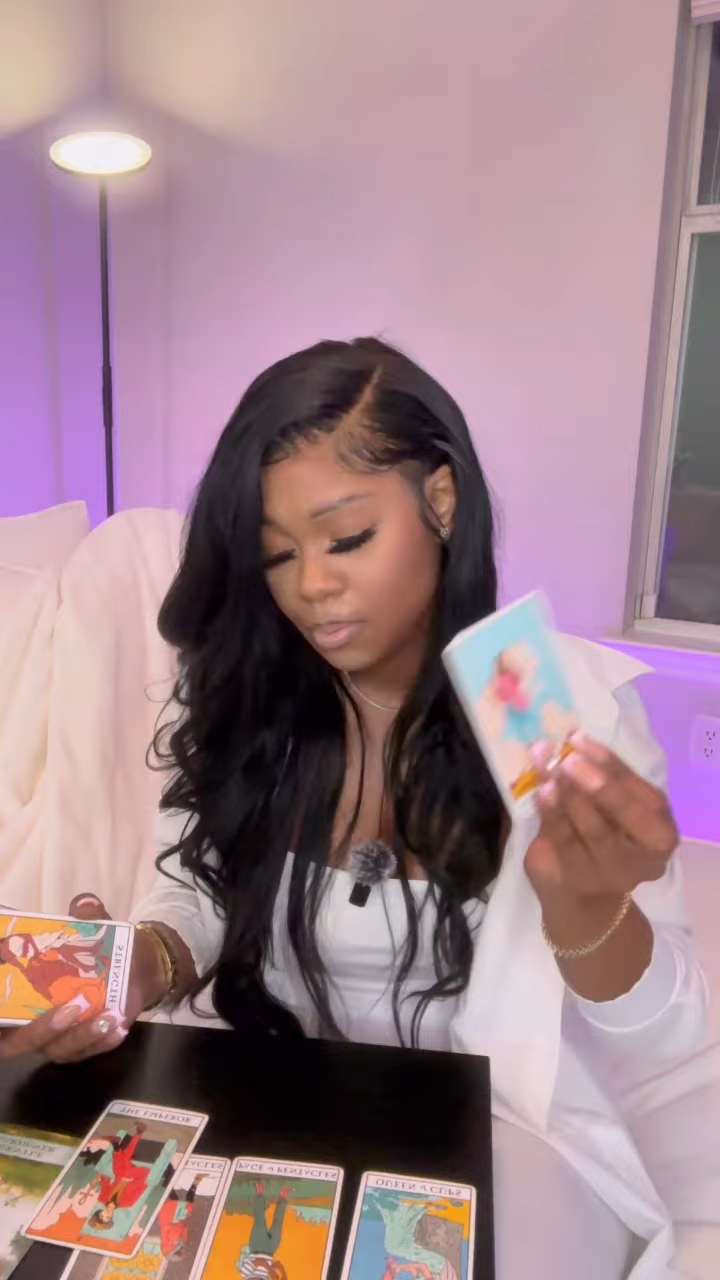 STRENGTH
THE EMPEROR
PAGE of PENTACLES
QUEEN of CUPS